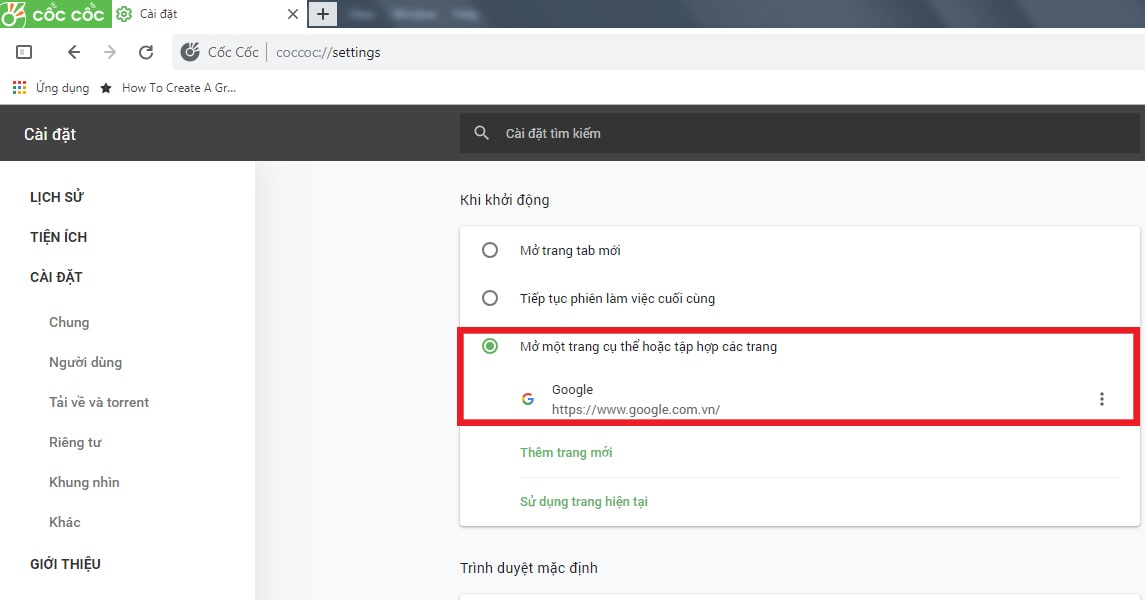 cốc cốc Cài đặt
Cốc Cốc coccoc://settings
Ứng dụng How To Create A Gr...
Cài đặt
Cài đặt tìm kiếm
LỊCH SỬ
TIỆN ÍCH
CÀI ĐẶT
Chung
Người dùng
Tải về và torrent
Riêng tư
Khung nhìn
Khác
GIỚI THIỆU
Khi khởi động
Mở trang tab mới
Tiếp tục phiên làm việc cuối cùng
Mở một trang cụ thể hoặc tập hợp các trang
Google
https://www.google.com.vn/
Thêm trang mới
Sử dụng trang hiện tại
Trình duyệt mặc định